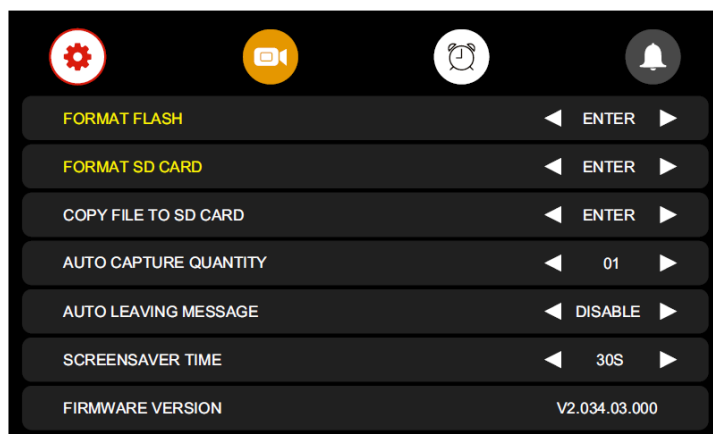 FORMAT FLASH ENTER
FORMAT SD CARD ENTER
COPY FILE TO SD CARD ENTER
AUTO CAPTURE QUANTITY 01
AUTO LEAVING MESSAGE DISABLE
SCREENSAVER TIME 30S
FIRMWARE VERSION V2.034.03.000